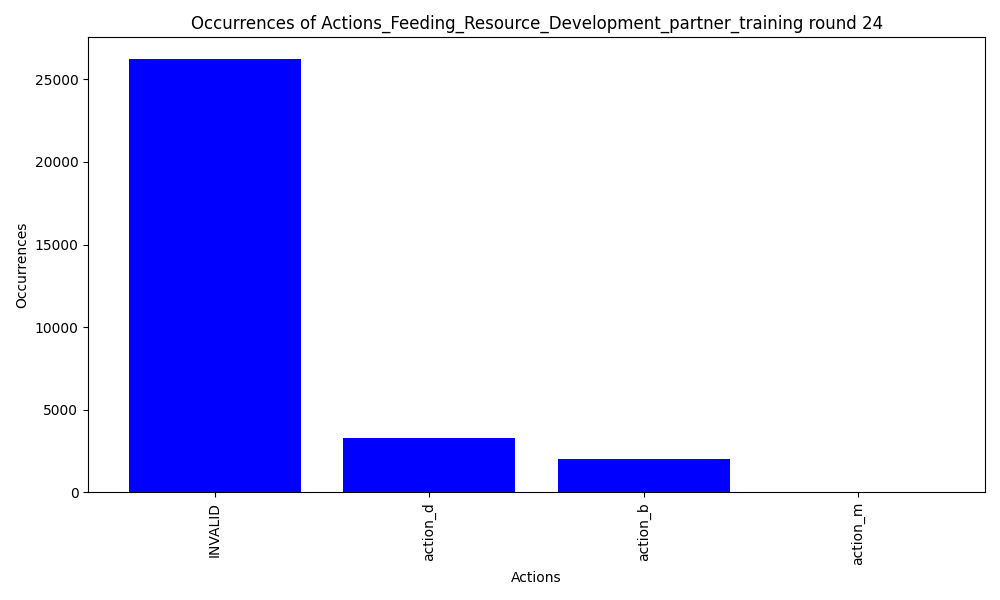 Occurrences of Actions_Feeding_Resource_Development_partner_training round 24
25000
20000
15000
10000
5000
0
Occurrences
INVALID
action_d
action_b
action_m
Actions